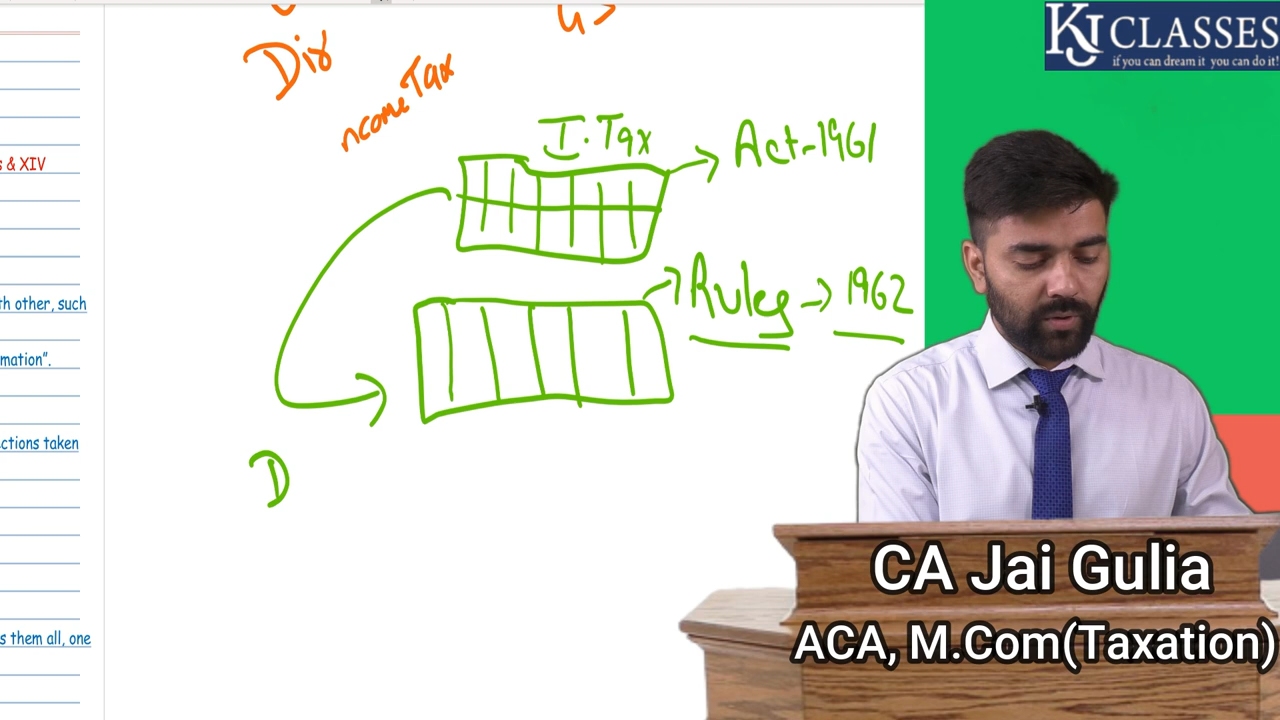 Dir
ncome Tax
I. Tax
Act-1961
Rules → 1962
D
s & XIV
th other, such
mation”.
ctions taken
s them all, one
KJ CLASSES
if you can dream it you can do it!
CA Jai Gulia
ACA, M.Com(Taxation)